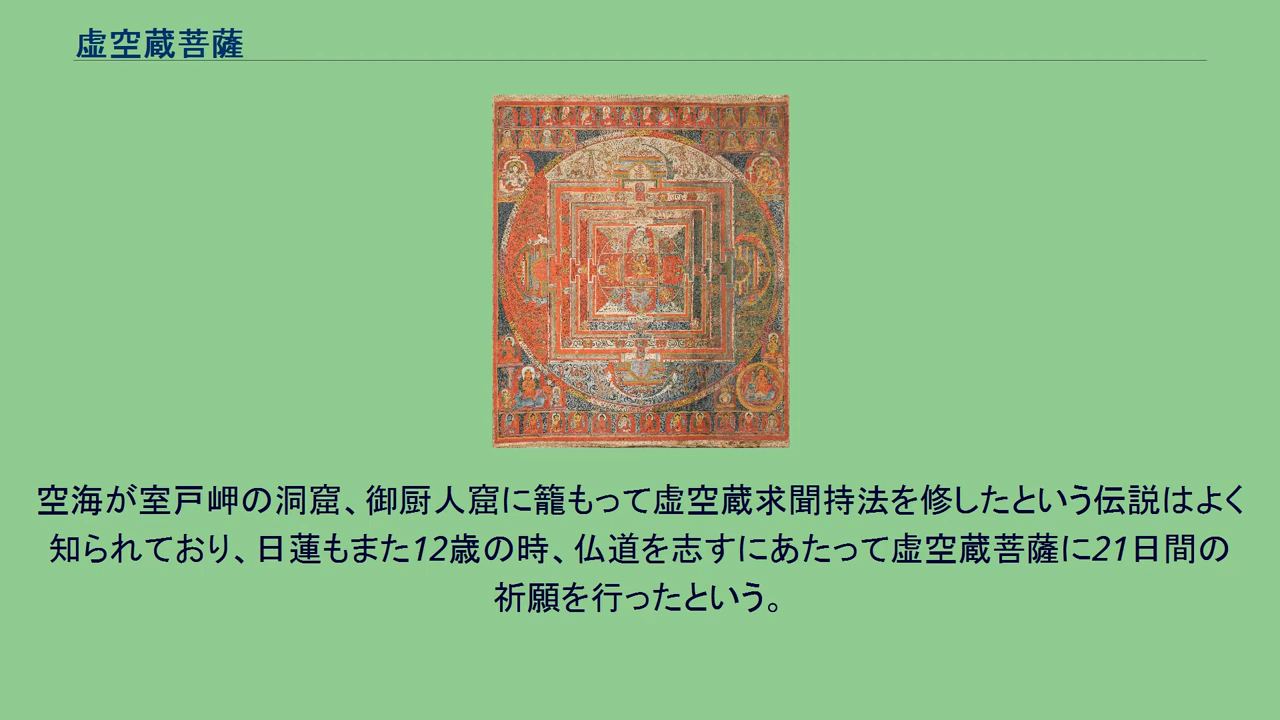 虚空蔵菩薩
空海が室戸岬の洞窟、御厨人窟に籠もって虚空蔵求聞持法を修したという伝説はよく
知られており、日蓮もまた12歳の時、仏道を志すにあたって虚空蔵菩薩に21日間の
祈願を行ったという。